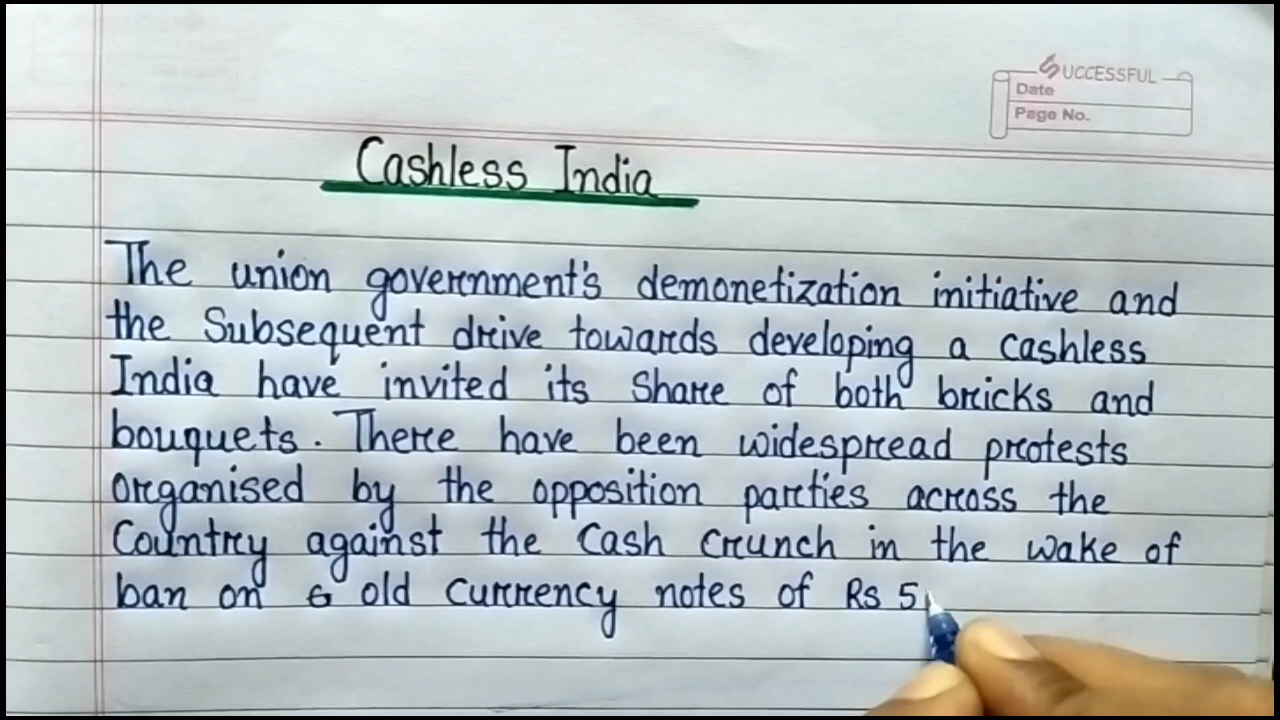 SUCCESSFUL
Date
Page No.
Cashless India
The union government's demonetization initiative and
the Subsequent drive towards developing a cashless
India have invited its Share of both bricks and
bouquets. There have been widespread protests
organised by the opposition parties across the
Country against the Cash crunch in the wake of
ban on old currency notes of Rs 5